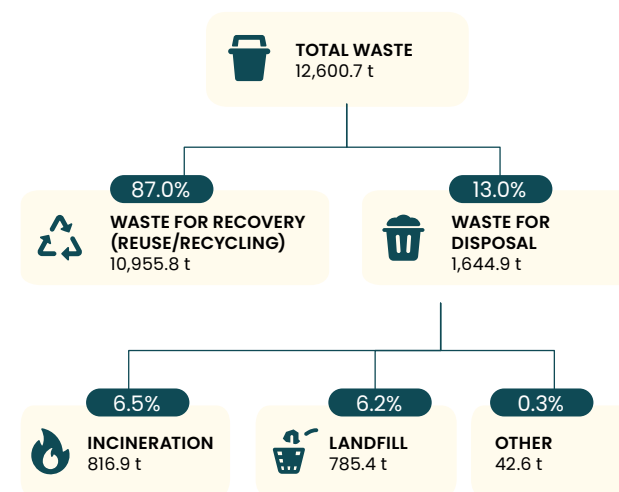 TOTAL WASTE
12,600.7 t
87.0%
WASTE FOR RECOVERY
(REUSE/RECYCLING)
10,955.8 t
13.0%
WASTE FOR
DISPOSAL
1,644.9 t
6.5%
INCINERATION
816.9 t
6.2%
LANDFILL
785.4 t
0.3%
OTHER
42.6 t